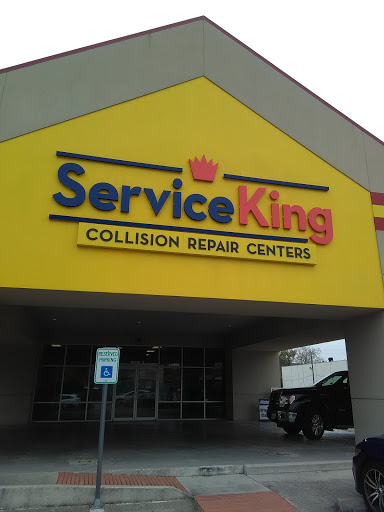 ServiceKing
COLLISION REPAIR CENTERS
RESERVED
PARKING